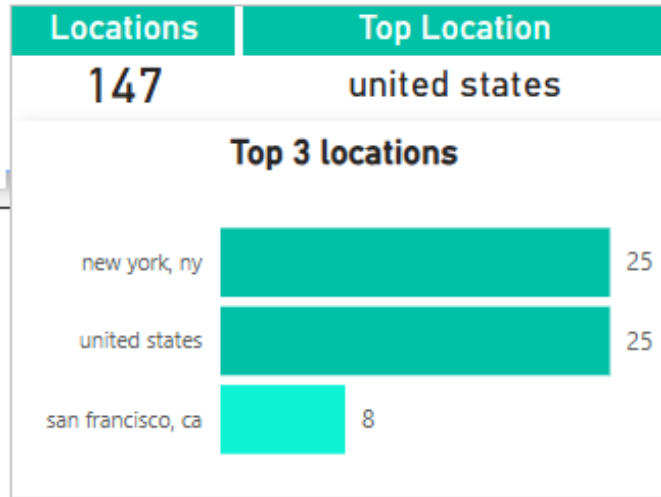 Locations Top Location
147 united states
Top 3 locations
new york, ny 25
united states 25
san francisco, ca 8